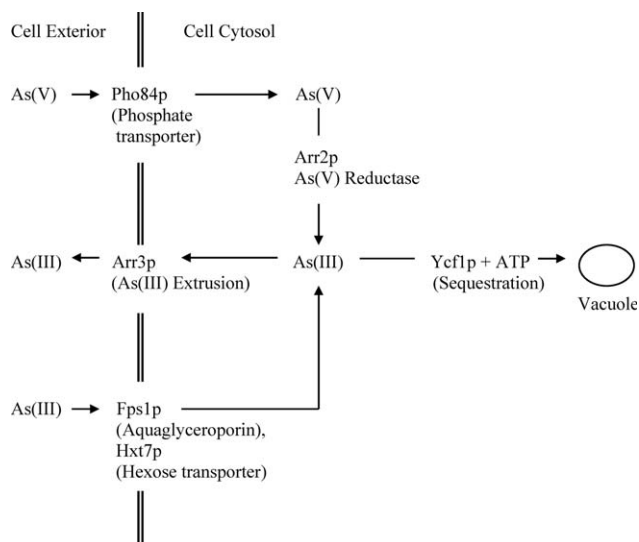 Cell Exterior
Cell Cytosol
As(V)
Pho84p
(Phosphate
transporter)
As(V)
Arr2p
As(V) Reductase
As(III)
Arr3p
(As(III) Extrusion)
As(III)
Ycf1p + ATP
(Sequestration)
Vacuole
As(III)
Fps1p
(Aquaglyceroporin),
Hxt7p
(Hexose transporter)